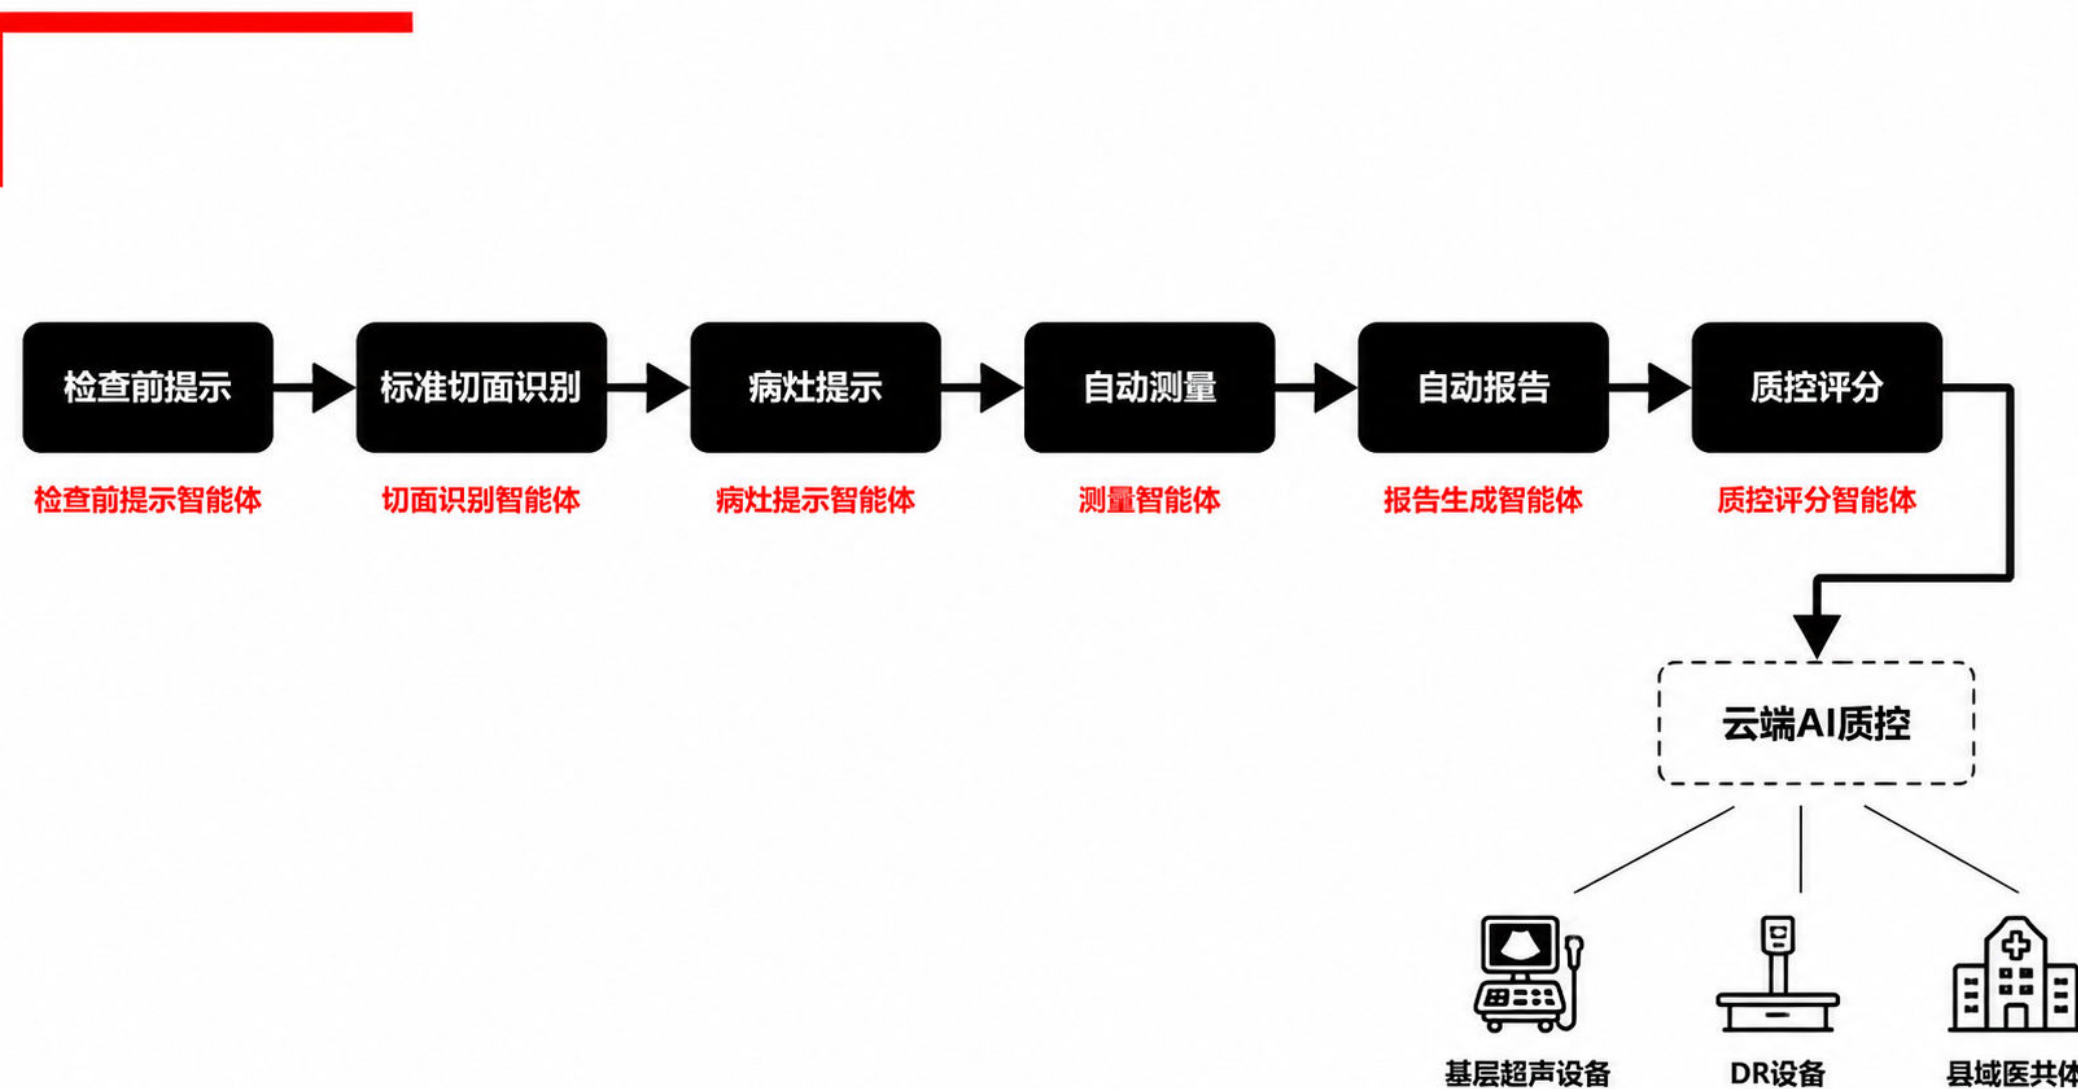 检查前提示
标准切面识别
病灶提示
自动测量
自动报告
质控评分
检查前提示智能体
切面识别智能体
病灶提示智能体
测量智能体
报告生成智能体
质控评分智能体
云端AI质控
基层超声设备
DR设备
县域医共体